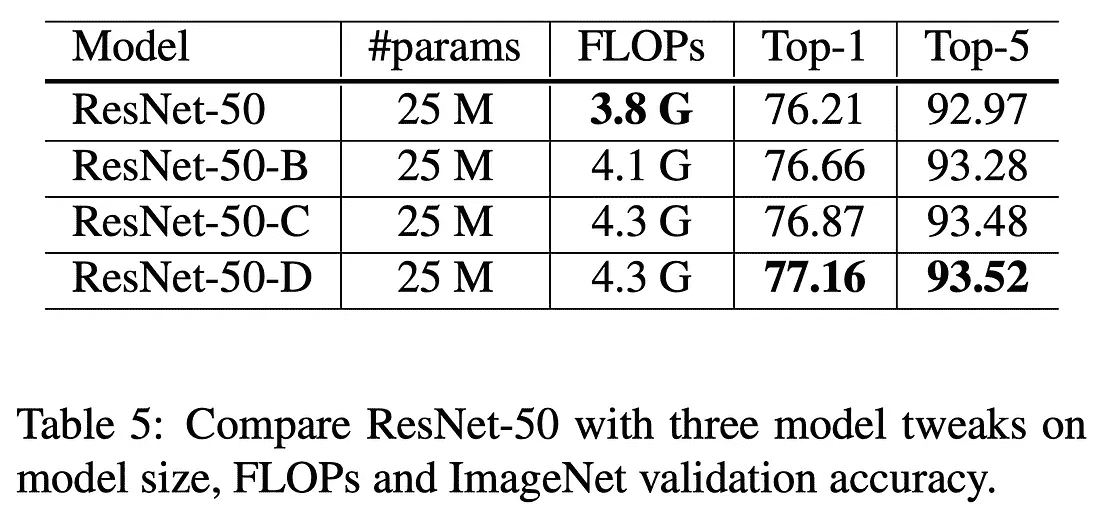 Model #params FLOPs Top-1 Top-5
ResNet-50 25 M 3.8 G 76.21 92.97
ResNet-50-B 25 M 4.1 G 76.66 93.28
ResNet-50-C 25 M 4.3 G 76.87 93.48
ResNet-50-D 25 M 4.3 G 77.16 93.52
Table 5: Compare ResNet-50 with three model tweaks on
model size, FLOPs and ImageNet validation accuracy.